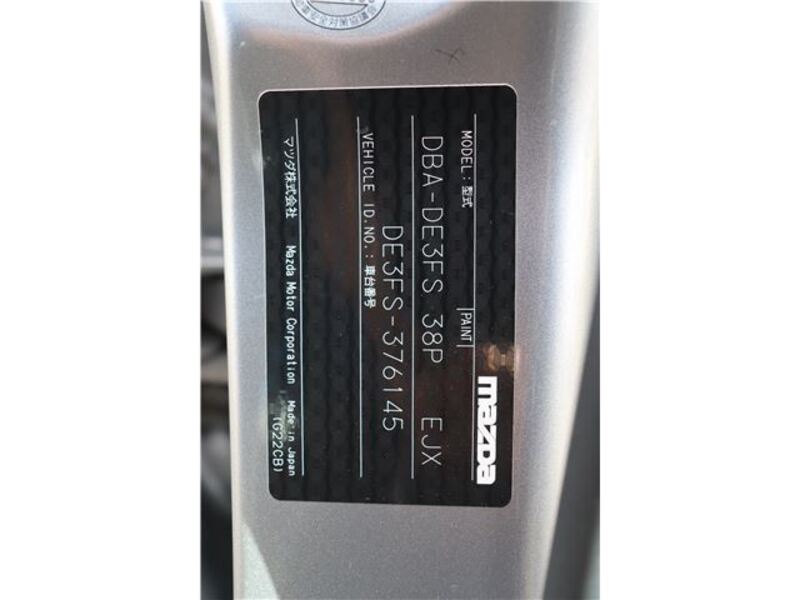 mazda
MODEL:型式 PAINT
DBA-DE3FS 38P EJX
VEHICLE ID.NO.:車台番号
DE3FS-376145
マツダ株式会社 Mazda Motor Corporation Made in Japan
(G22CB)